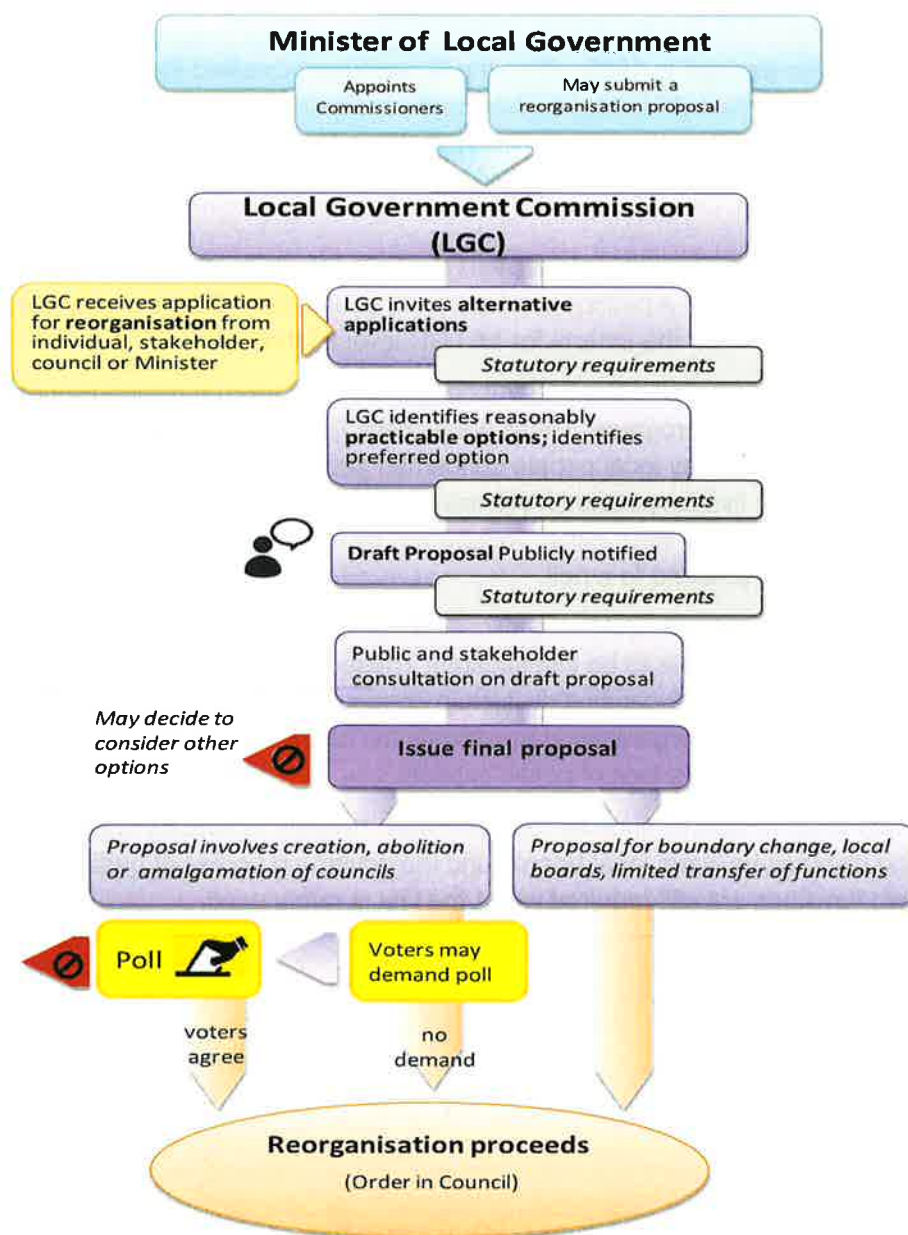 Minister of Local Government
Appoints
Commissioners
May submit a
reorganisation proposal
Local Government Commission
(LGC)
LGC receives application
for reorganisation from
individual, stakeholder,
council or Minister
LGC invites alternative
applications
Statutory requirements
LGC identifies reasonably
practicable options; identifies
preferred option
Statutory requirements
Draft Proposal Publicly notified
Statutory requirements
Public and stakeholder
consultation on draft proposal
May decide to
consider other
options
Issue final proposal
Proposal involves creation, abolition
or amalgamation of councils
Proposal for boundary change, local
boards, limited transfer of functions
Poll
Voters may
demand poll
voters
agree
no
demand
Reorganisation proceeds
(Order in Council)